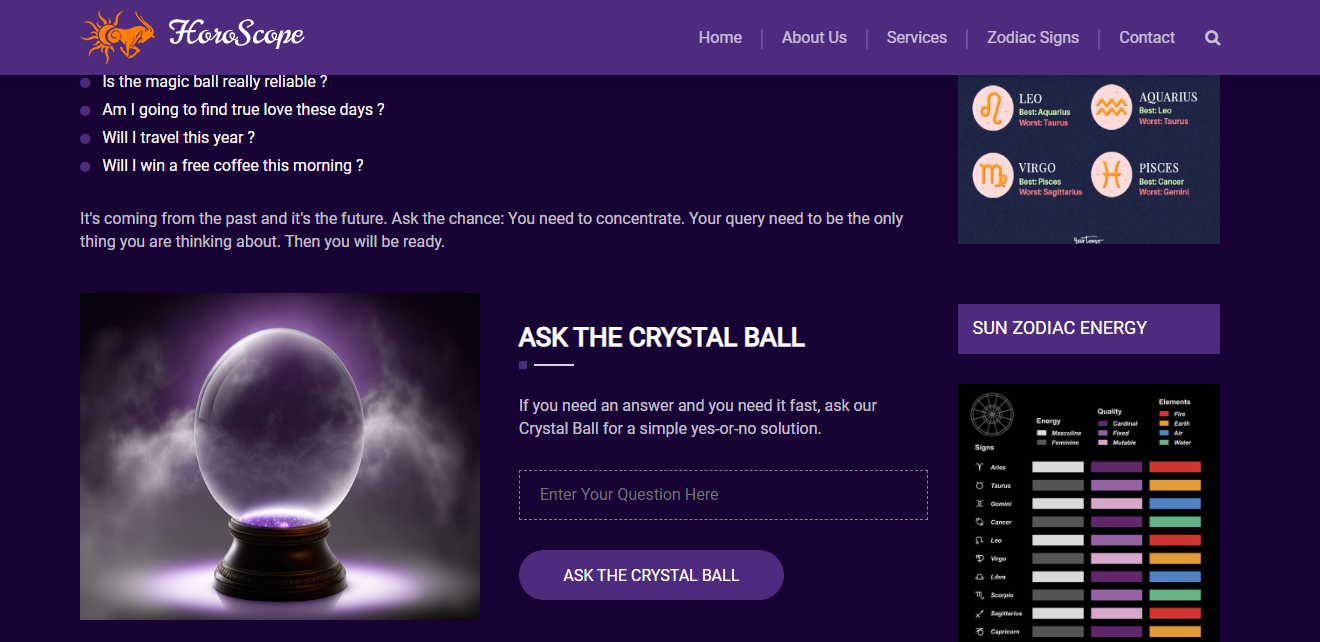 HoroScope
Home
About Us
Services
Zodiac Signs
Contact
Is the magic ball really reliable ?
Am I going to find true love these days ?
Will I travel this year ?
Will I win a free coffee this morning ?
It's coming from the past and it's the future. Ask the chance: You need to concentrate. Your query need to be the only
thing you are thinking about. Then you will be ready.
ASK THE CRYSTAL BALL
If you need an answer and you need it fast, ask our
Crystal Ball for a simple yes-or-no solution.
Enter Your Question Here
ASK THE CRYSTAL BALL
LEO
Best: Aquarius
Worst: Taurus
AQUARIUS
Best: Leo
Worst: Taurus
VIRGO
Best: Pisces
Worst: Sagittarius
PISCES
Best: Cancer
Worst: Gemini
YourTango
SUN ZODIAC ENERGY
Energy
Masculine
Feminine
Quality
Cardinal
Fixed
Mutable
Elements
Fire
Earth
Air
Water
Signs
Aries
Taurus
Gemini
Cancer
Leo
Virgo
Libra
Scorpio
Sagittarius
Capricorn